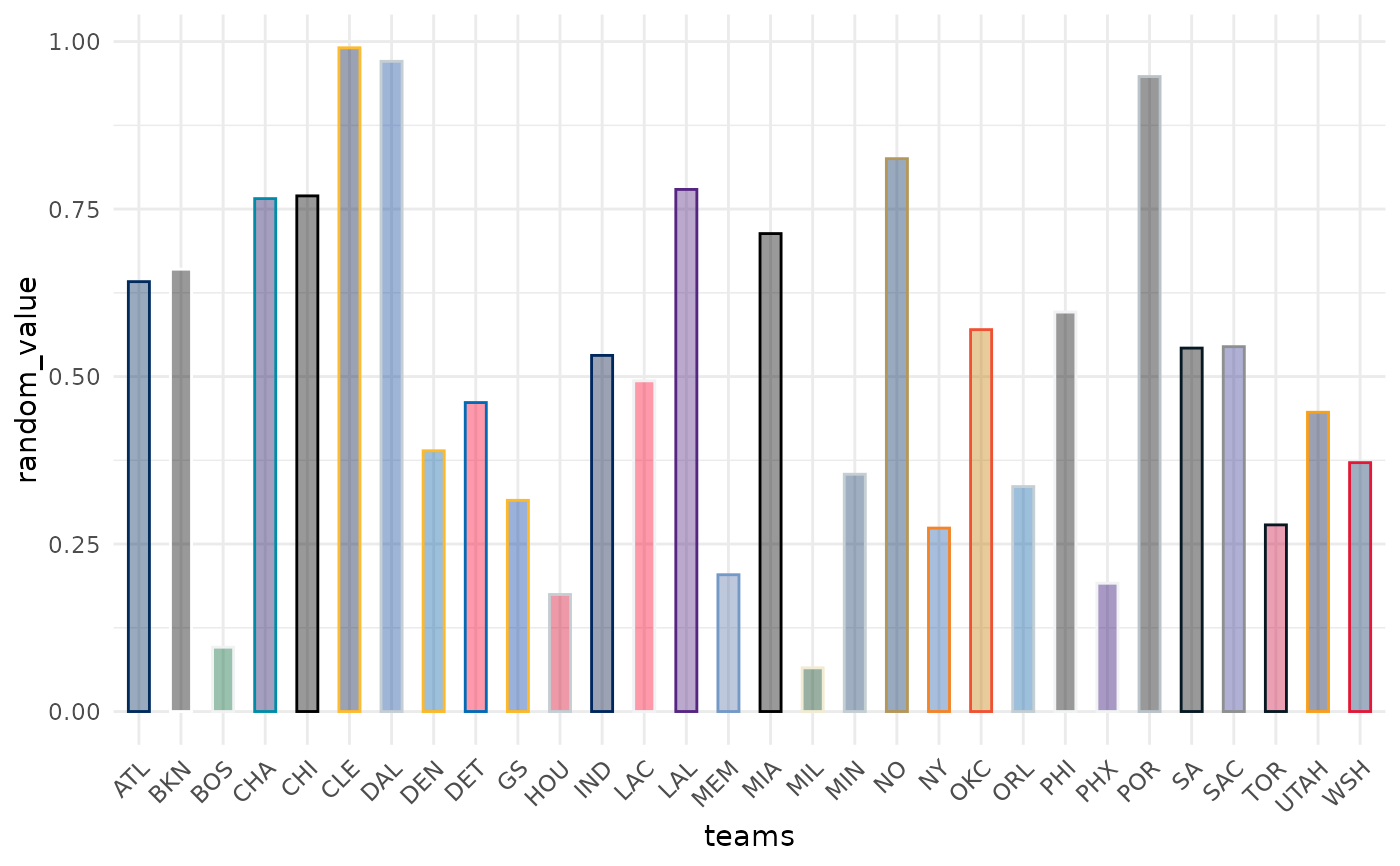 1.00
0.75
0.50
0.25
0.00
random_value
ATL BKN BOS CHA CHI CLE DAL DEN DET GS HOU IND LAC LAL MEM MIA MIL MIN NO NY OKC ORL PHI PHX POR SA SAC TOR UTAH WSH
teams